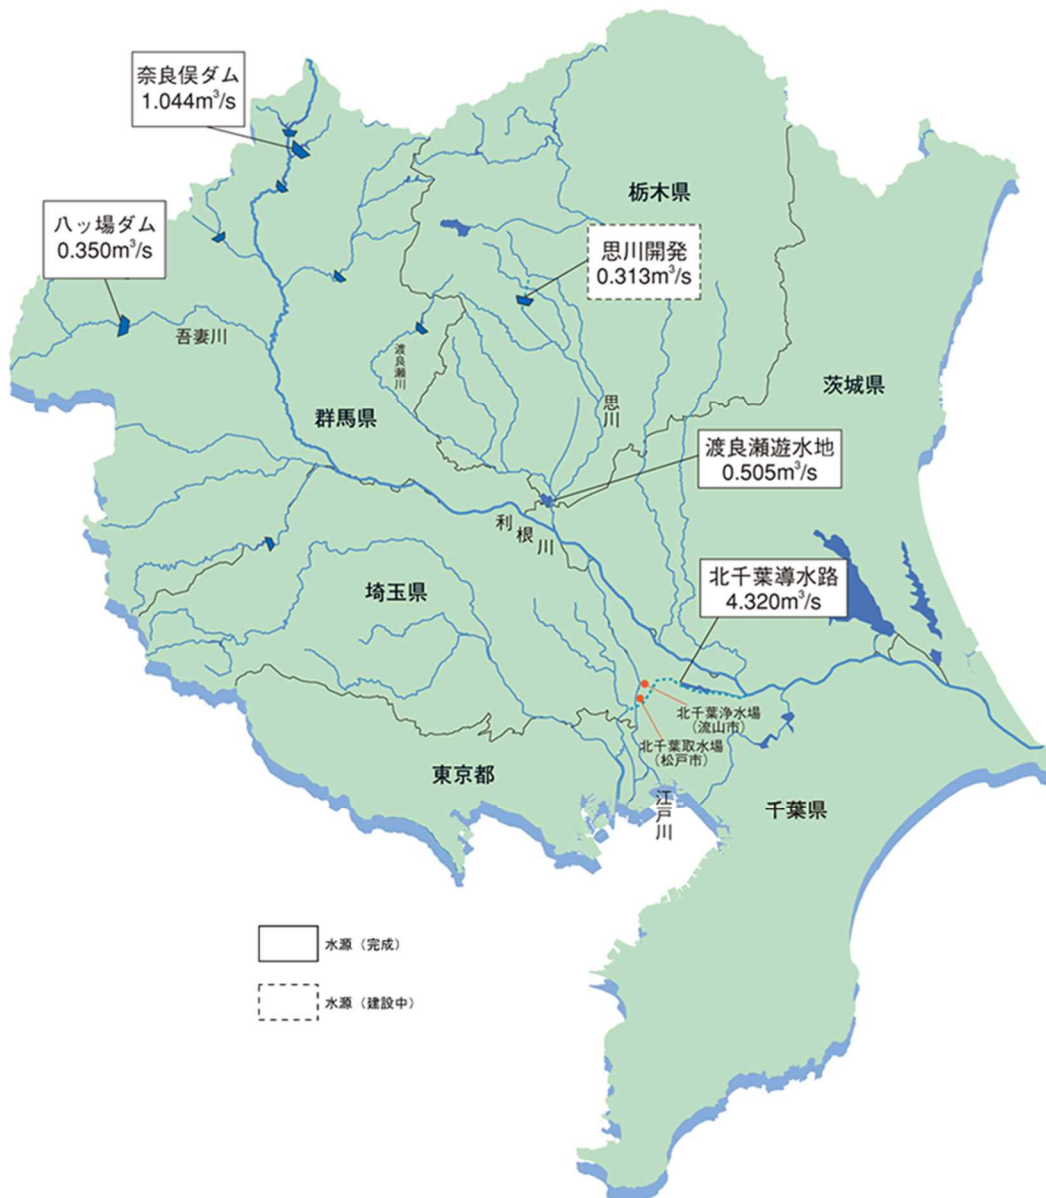 奈良俣ダム
1.044m³/s
栃木県
八ッ場ダム
0.350m³/s
思川開発
0.313m³/s
吾妻川
渡良瀬川
茨城県
思川
群馬県
渡良瀬遊水地
0.505m³/s
利根川
北千葉導水路
4.320m³/s
埼玉県
北千葉浄水場
（流山市）
北千葉取水場
（松戸市）
東京都
江戸川
千葉県
水源（完成）
水源（建設中）